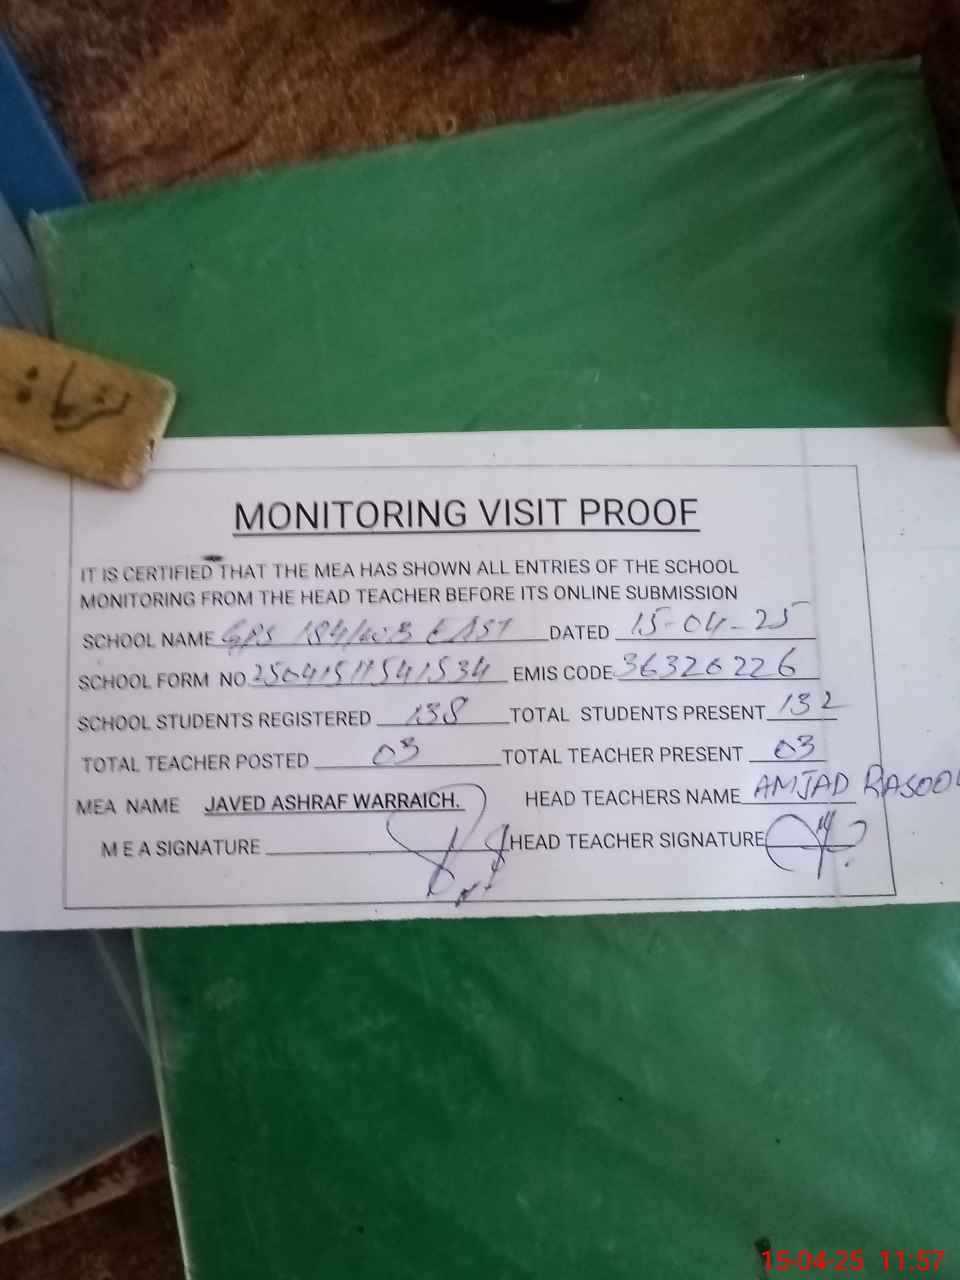 MONITORING VISIT PROOF
IT IS CERTIFIED THAT THE MEA HAS SHOWN ALL ENTRIES OF THE SCHOOL
MONITORING FROM THE HEAD TEACHER BEFORE ITS ONLINE SUBMISSION
SCHOOL NAME GPS 184/WB EAST DATED 15-04-25
SCHOOL FORM NO EMIS CODE 36320226
SCHOOL STUDENTS REGISTERED 138 TOTAL STUDENTS PRESENT 132
TOTAL TEACHER POSTED 03 TOTAL TEACHER PRESENT 03
MEA NAME JAVED ASHRAF WARRAICH. HEAD TEACHERS NAME AMJAD RASOOL
M E A SIGNATURE HEAD TEACHER SIGNATURE
15-04-25 11:57